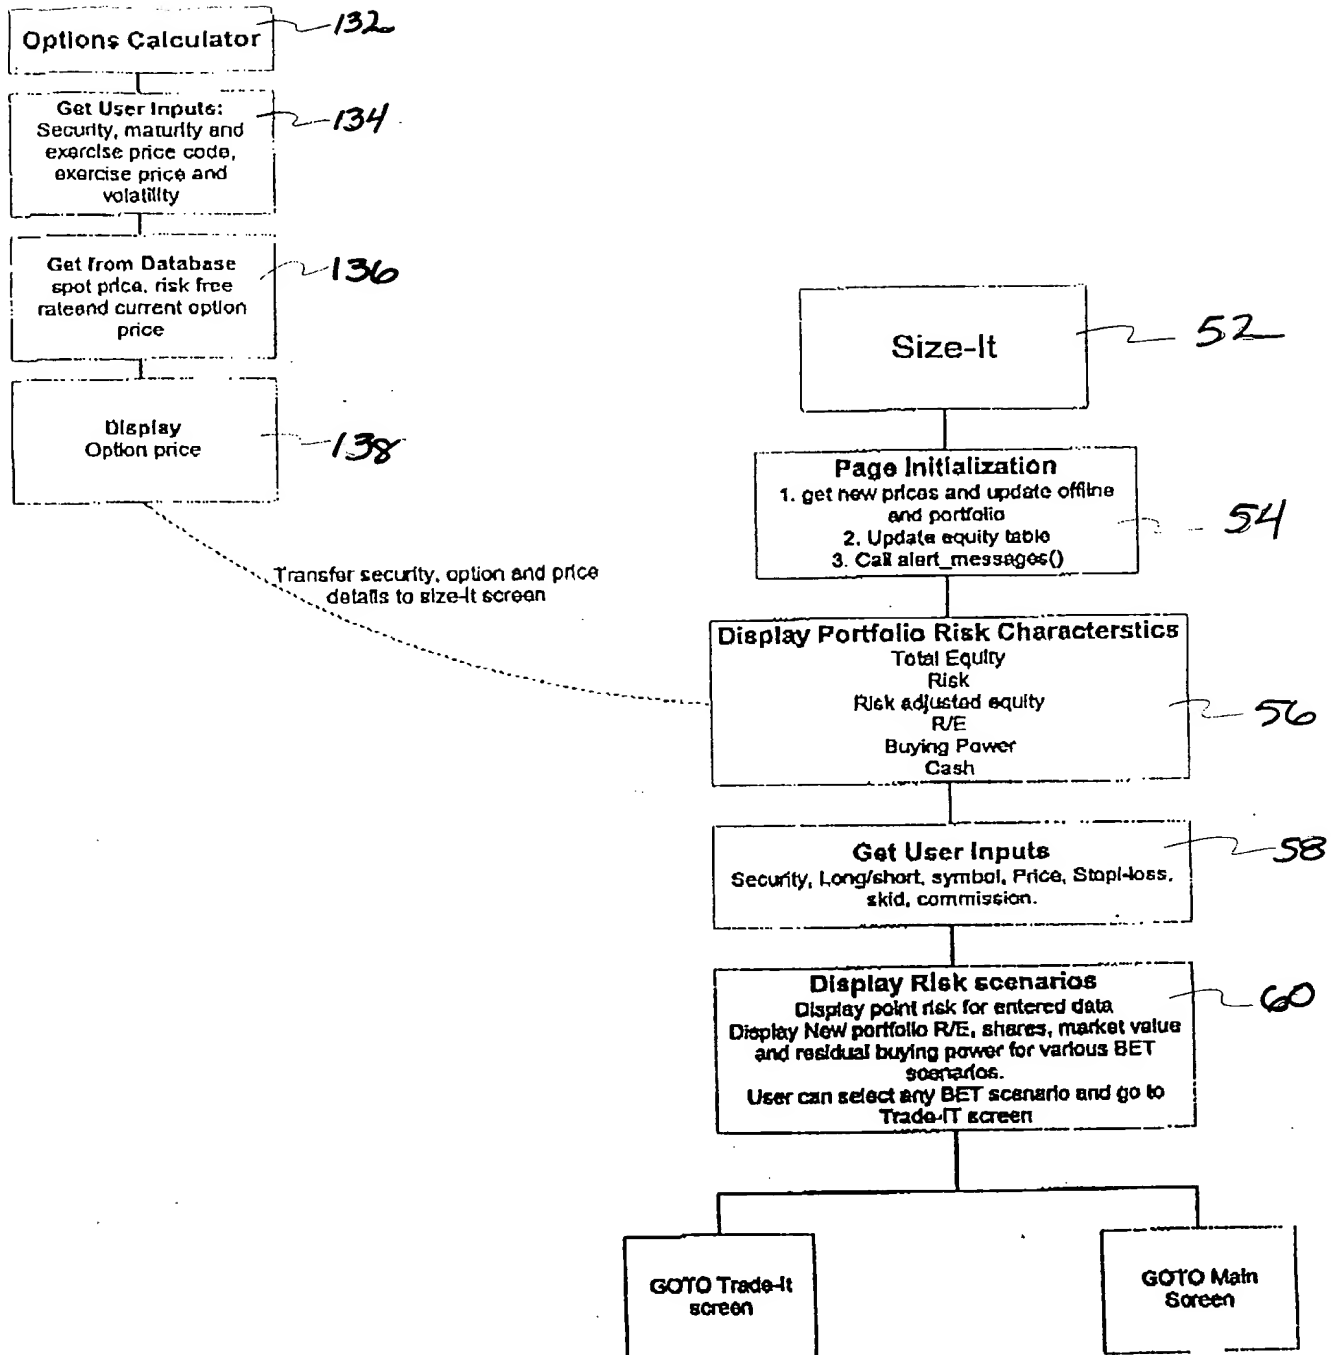 Options Calculator
132
Get User Inputs:
Security, maturity and
exercise price code,
exercise price and
volatility
134
Get from Database
spot price, risk free
rateand current option
price
136
Display
Option price
138
Transfer security, option and price
details to size-it screen
Size-It
52
Page Initialization
1. get new prices and update offline
and portfolio
2. Update equity table
3. Call alert_messages()
54
Display Portfolio Risk Characterstics
Total Equity
Risk
Risk adjusted equity
R/E
Buying Power
Cash
56
Get User Inputs
Security, Long/short, symbol, Price, Stopl-loss,
skid, commission.
58
Display Risk scenarios
Display point risk for entered data
Display New portfolio R/E, shares, market value
and residual buying power for various BET
scenarios.
User can select any BET scenario and go to
Trade-IT screen
60
GOTO Trade-It
screen
GOTO Main
Screen